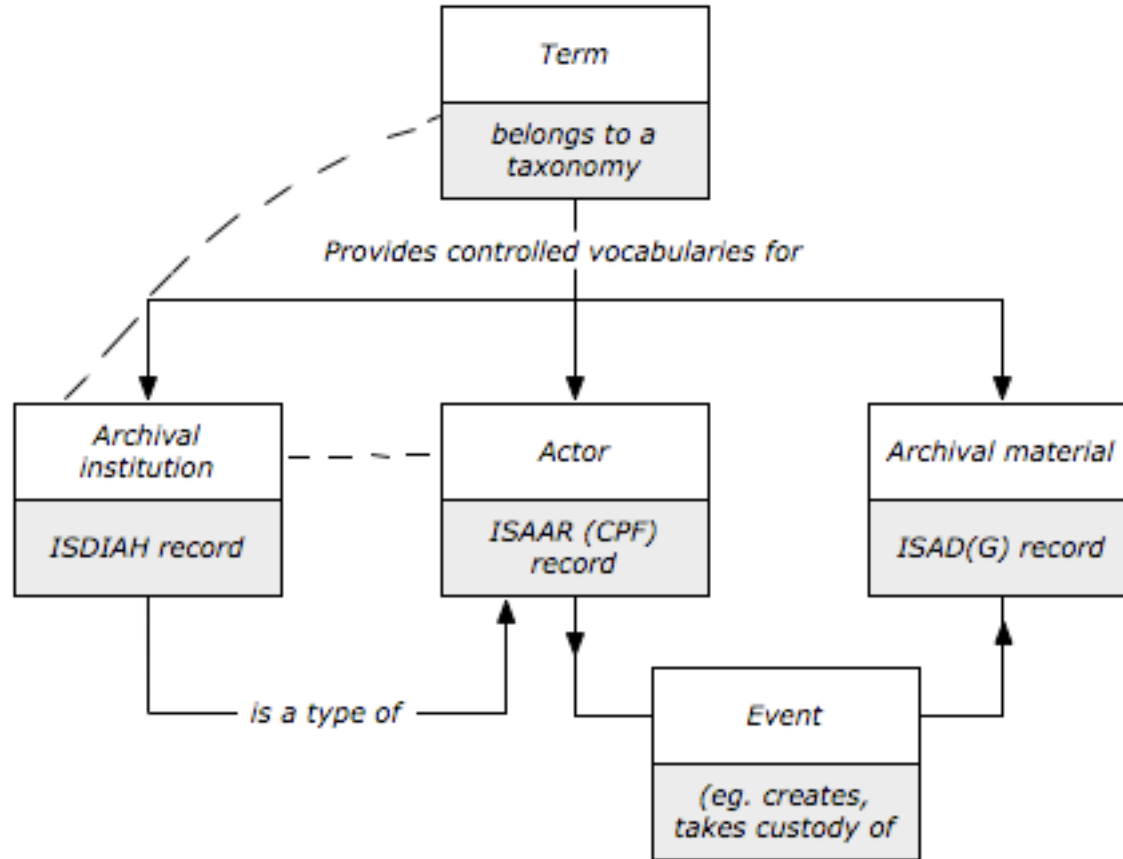 Term
belongs to a
taxonomy
Provides controlled vocabularies for
Archival
institution
ISDIAH record
Actor
ISAAR (CPF)
record
Archival material
ISAD(G) record
is a type of
Event
(eg. creates,
takes custody of